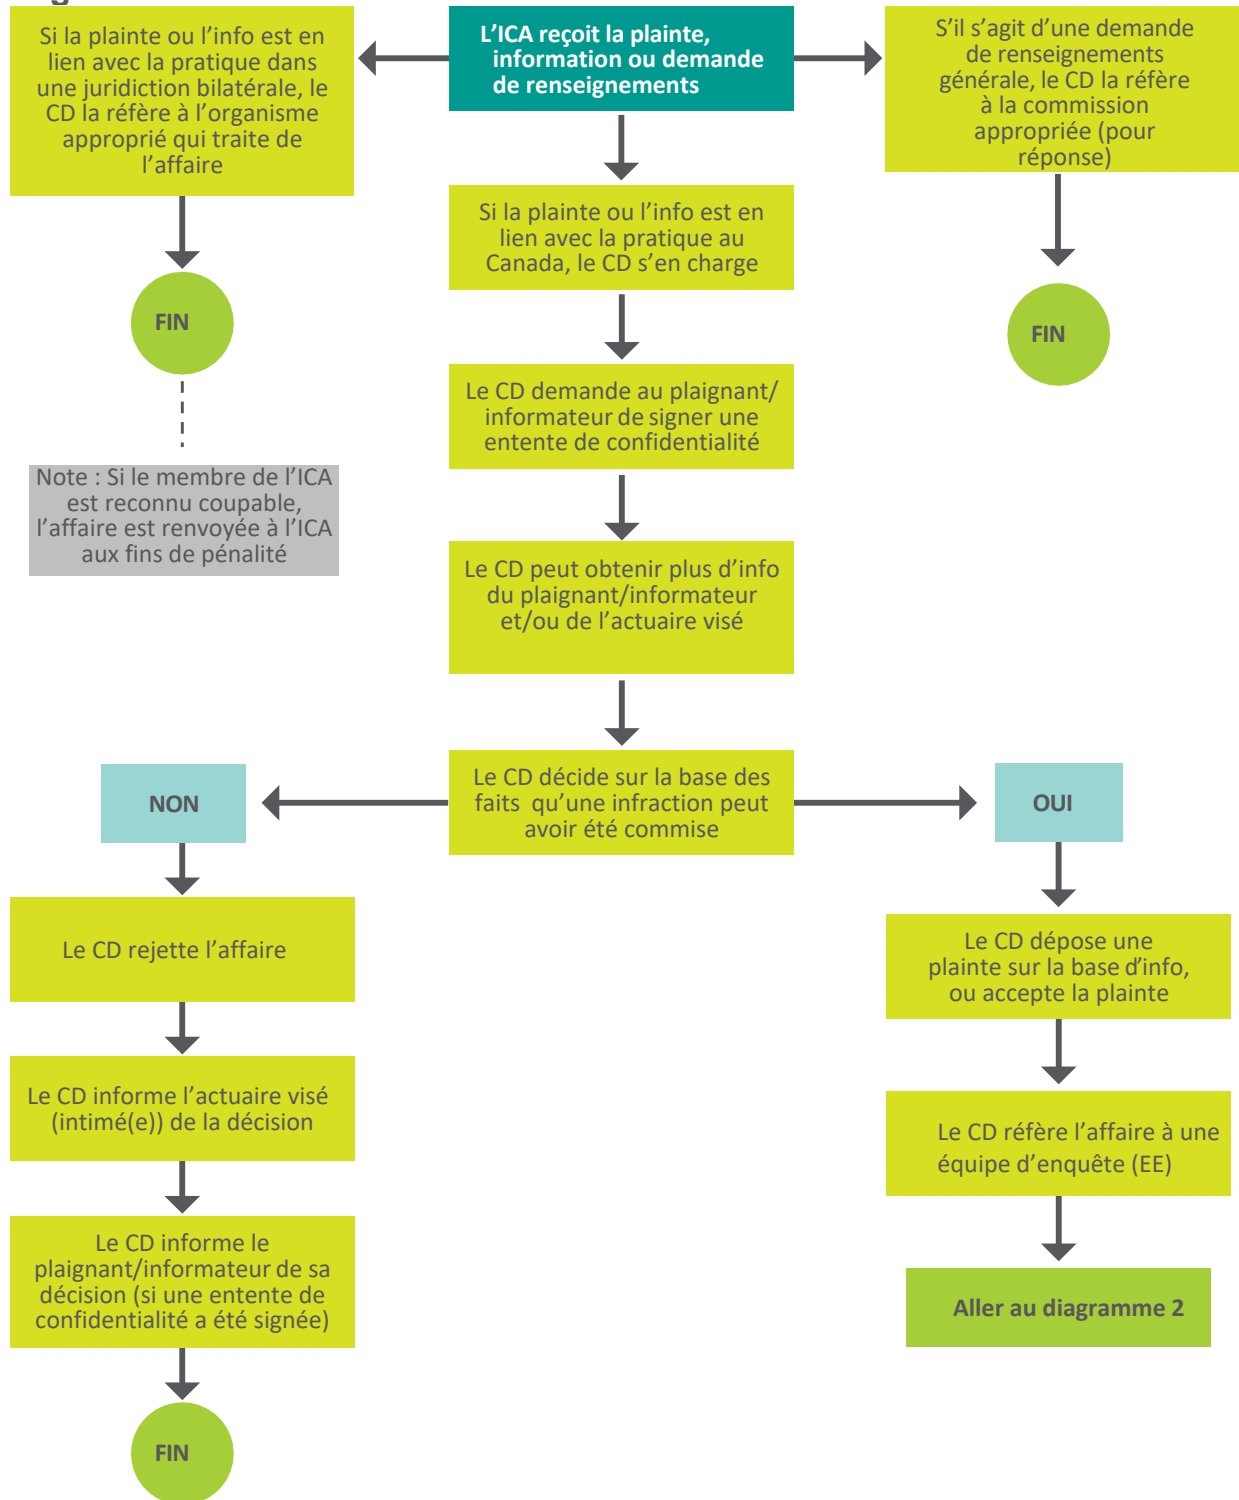 Si la plainte ou l’info est en
lien avec la pratique dans
une juridiction bilatérale, le
CD la réfère à l’organisme
approprié qui traite de
l’affaire
L’ICA reçoit la plainte,
information ou demande
de renseignements
S’il s’agit d’une demande
de renseignements
générale, le CD la réfère
à la commission
appropriée (pour
réponse)
Si la plainte ou l’info est en
lien avec la pratique au
Canada, le CD s’en charge
FIN
FIN
Le CD demande au plaignant/
informateur de signer une
entente de confidentialité
Note : Si le membre de l’ICA
est reconnu coupable,
l’affaire est renvoyée à l’ICA
aux fins de pénalité
Le CD peut obtenir plus d’info
du plaignant/informateur
et/ou de l’actuaire visé
Le CD décide sur la base des
faits qu’une infraction peut
avoir été commise
NON
OUI
Le CD rejette l’affaire
Le CD informe l’actuaire visé
(intimé(e)) de la décision
Le CD informe le
plaignant/informateur de sa
décision (si une entente de
confidentialité a été signée)
FIN
Le CD dépose une
plainte sur la base d’info,
ou accepte la plainte
Le CD réfère l’affaire à une
équipe d’enquête (EE)
Aller au diagramme 2